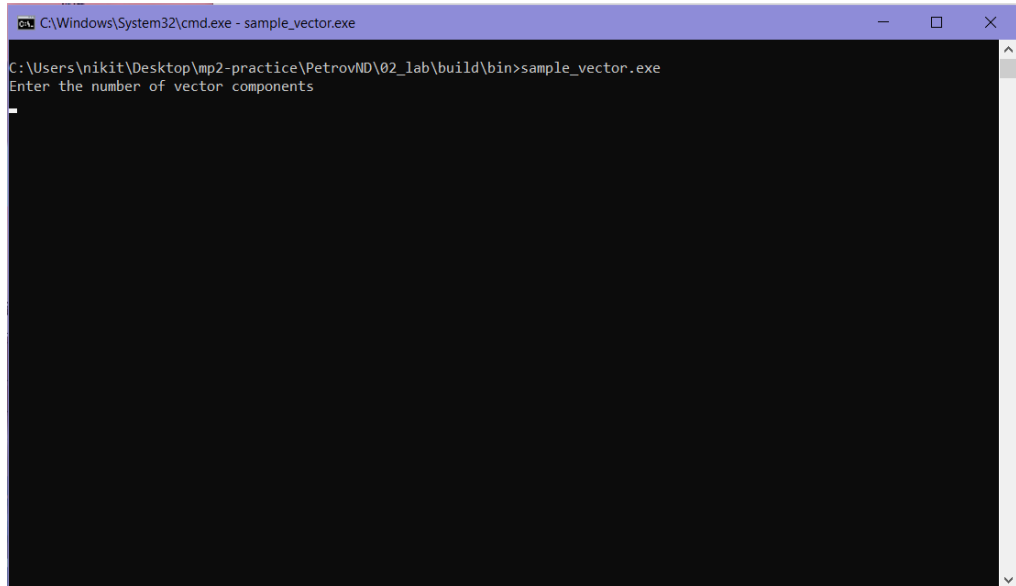 C:\Windows\System32\cmd.exe - sample_vector.exe
C:\Users\nikit\Desktop\mp2-practice\PetrovND\02_lab\build\bin>sample_vector.exe
Enter the number of vector components